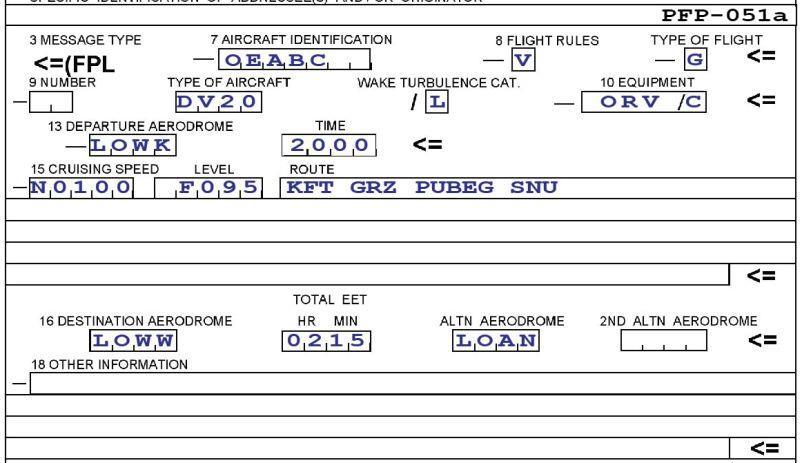 PFP-051a
3 MESSAGE TYPE 7 AIRCRAFT IDENTIFICATION 8 FLIGHT RULES TYPE OF FLIGHT
<=(FPL — OEABC — V — G <=
9 NUMBER TYPE OF AIRCRAFT WAKE TURBULENCE CAT. 10 EQUIPMENT
— DV20 / L — ORV /C <=
13 DEPARTURE AERODROME TIME
— LOWK 2000 <=
15 CRUISING SPEED LEVEL ROUTE
— N0100 F095 KFT GRZ PUBEG SNU
<=
TOTAL EET
16 DESTINATION AERODROME HR MIN ALTN AERODROME 2ND ALTN AERODROME
LOWW 0215 LOAN <=
18 OTHER INFORMATION
—
<=